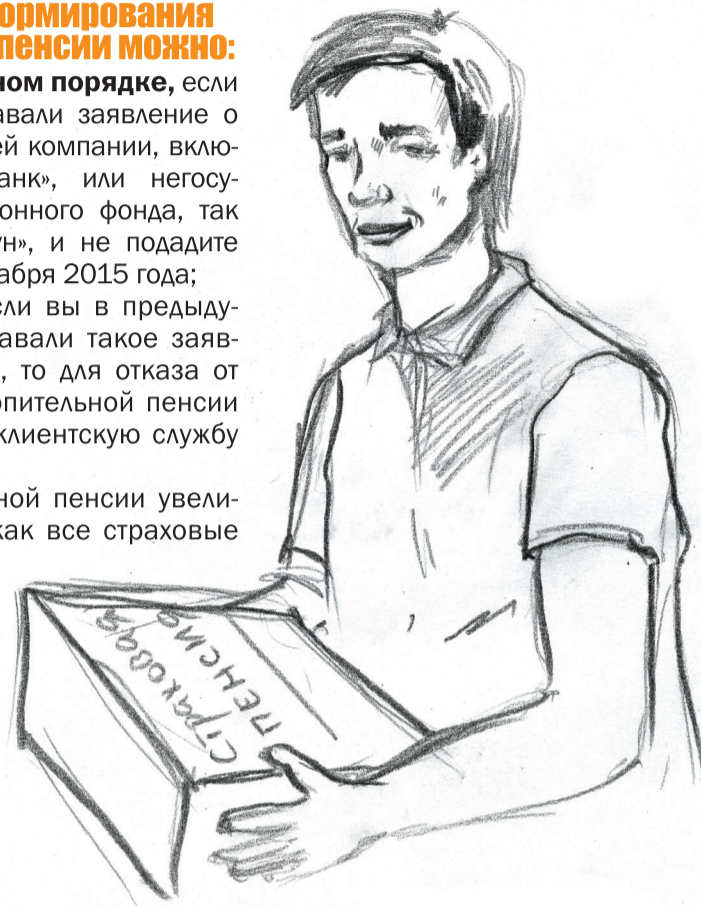 ормирования
пенсии можно:
ном порядке, если
авали заявление о
ей компании, вклю-
анк», или негосу-
онного фонда, так
ун», и не подадите
абря 2015 года;
сли вы в предыду-
авали такое заяв-
, то для отказа от
опительной пенсии
клиентскую службу
ной пенсии увели-
как все страховые
страховая
пенсия